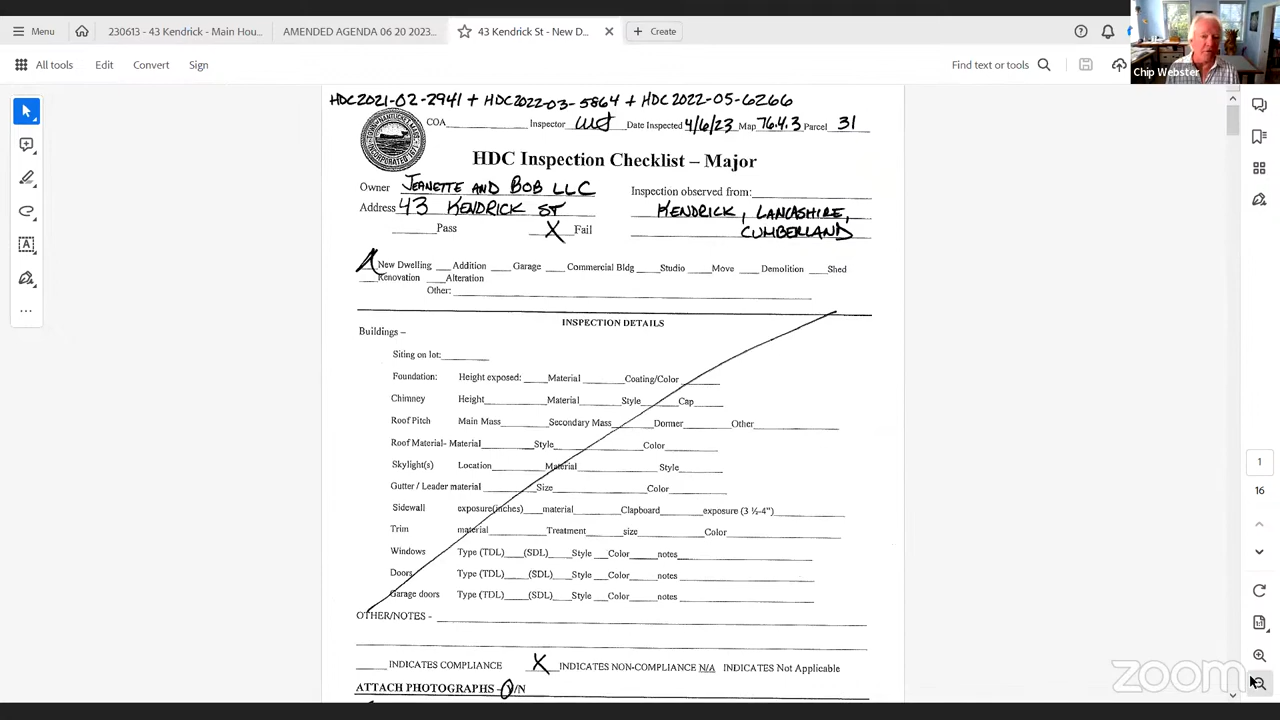 Menu 230613 - 43 Kendrick - Main Hou... AMENDED AGENDA 06 20 2023... 43 Kendrick St - New D... Create
All tools Edit Convert Sign Find text or tools
Chip Webster
HDC2021-02-2941 + HDC2022-03-5864 + HDC2022-05-6266
COA Inspector Date Inspected 4/6/23 Map 76.4.3 Parcel 31
HDC Inspection Checklist – Major
Owner JEANETTE AND BOB LLC Inspection observed from:
Address 43 KENDRICK ST KENDRICK, LANCASHIRE,
CUMBERLAND
Pass X Fail
New Dwelling Addition Garage Commercial Bldg Studio Move Demolition Shed
Renovation Alteration
Other:
INSPECTION DETAILS
Buildings –
Siting on lot:
Foundation: Height exposed: Material Coating/Color
Chimney Height Material Style Cap
Roof Pitch Main Mass Secondary Mass Dormer Other
Roof Material- Material Style Color
Skylight(s) Location Material Style
Gutter / Leader material Size Color
Sidewall exposure(inches) material Clapboard exposure (3 ½-4")
Trim material Treatment size Color
Windows Type (TDL) (SDL) Style Color notes
Doors Type (TDL) (SDL) Style Color notes
Garage doors Type (TDL) (SDL) Style Color notes
OTHER/NOTES -
INDICATES COMPLIANCE X INDICATES NON-COMPLIANCE N/A INDICATES Not Applicable
ATTACH PHOTOGRAPHS - Y/N
1
16
zoom